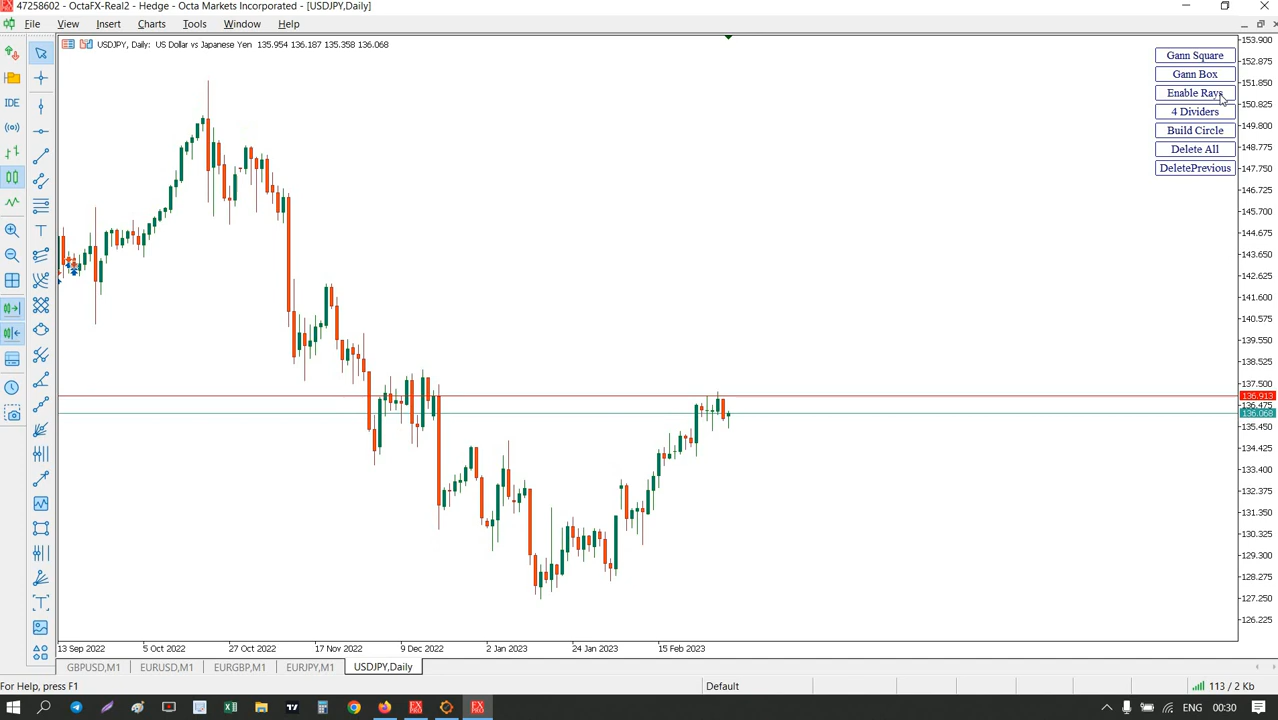 47258602 - OctaFX-Real2 - Hedge - Octa Markets Incorporated - [USDJPY,Daily]
File View Insert Charts Tools Window Help
USDJPY, Daily: US Dollar vs Japanese Yen 135.954 136.187 135.358 136.068
IDE
Gann Square
Gann Box
Enable Rays
4 Dividers
Build Circle
Delete All
DeletePrevious
153.900
152.875
151.850
150.825
149.800
148.775
147.750
146.725
145.700
144.675
143.650
142.625
141.600
140.575
139.550
138.525
137.500
136.913
136.475
136.068
135.450
134.425
133.400
132.375
131.350
130.325
129.300
128.275
127.250
126.225
13 Sep 2022 5 Oct 2022 27 Oct 2022 17 Nov 2022 9 Dec 2022 2 Jan 2023 24 Jan 2023 15 Feb 2023
GBPUSD,M1 EURUSD,M1 EURGBP,M1 EURJPY,M1 USDJPY,Daily
For Help, press F1 Default 113 / 2 Kb
00:30